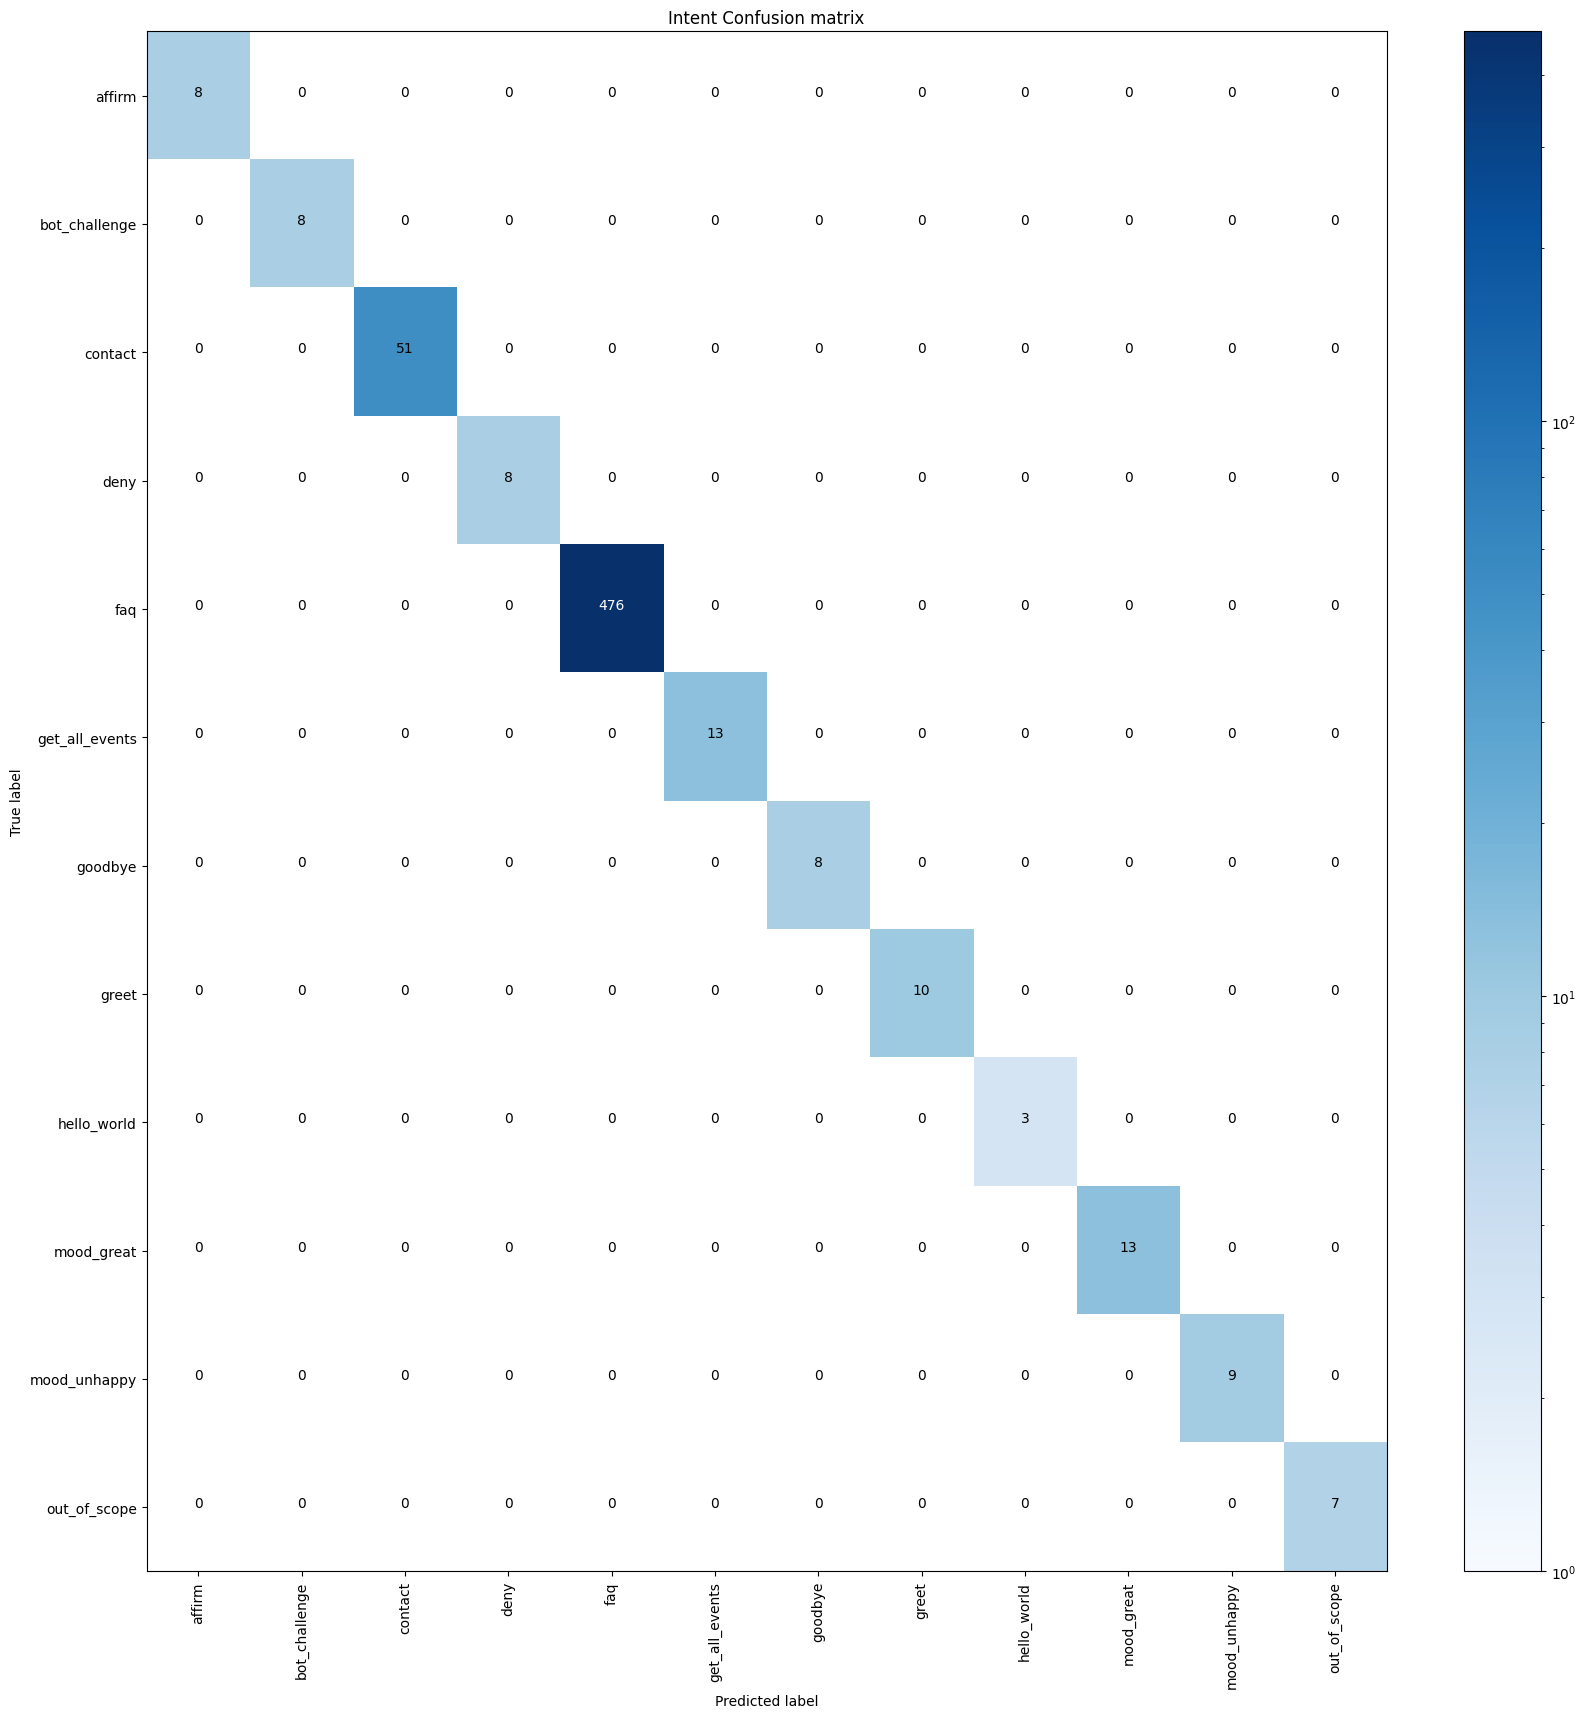 Intent Confusion matrix
affirm 8 0 0 0 0 0 0 0 0 0 0 0
bot_challenge 0 8 0 0 0 0 0 0 0 0 0 0
contact 0 0 51 0 0 0 0 0 0 0 0 0
deny 0 0 0 8 0 0 0 0 0 0 0 0
faq 0 0 0 0 476 0 0 0 0 0 0 0
get_all_events 0 0 0 0 0 13 0 0 0 0 0 0
goodbye 0 0 0 0 0 0 8 0 0 0 0 0
greet 0 0 0 0 0 0 0 10 0 0 0 0
hello_world 0 0 0 0 0 0 0 0 3 0 0 0
mood_great 0 0 0 0 0 0 0 0 0 13 0 0
mood_unhappy 0 0 0 0 0 0 0 0 0 0 9 0
out_of_scope 0 0 0 0 0 0 0 0 0 0 0 7
True label
affirm
bot_challenge
contact
deny
faq
get_all_events
goodbye
greet
hello_world
mood_great
mood_unhappy
out_of_scope
Predicted label
10²
10¹
10⁰